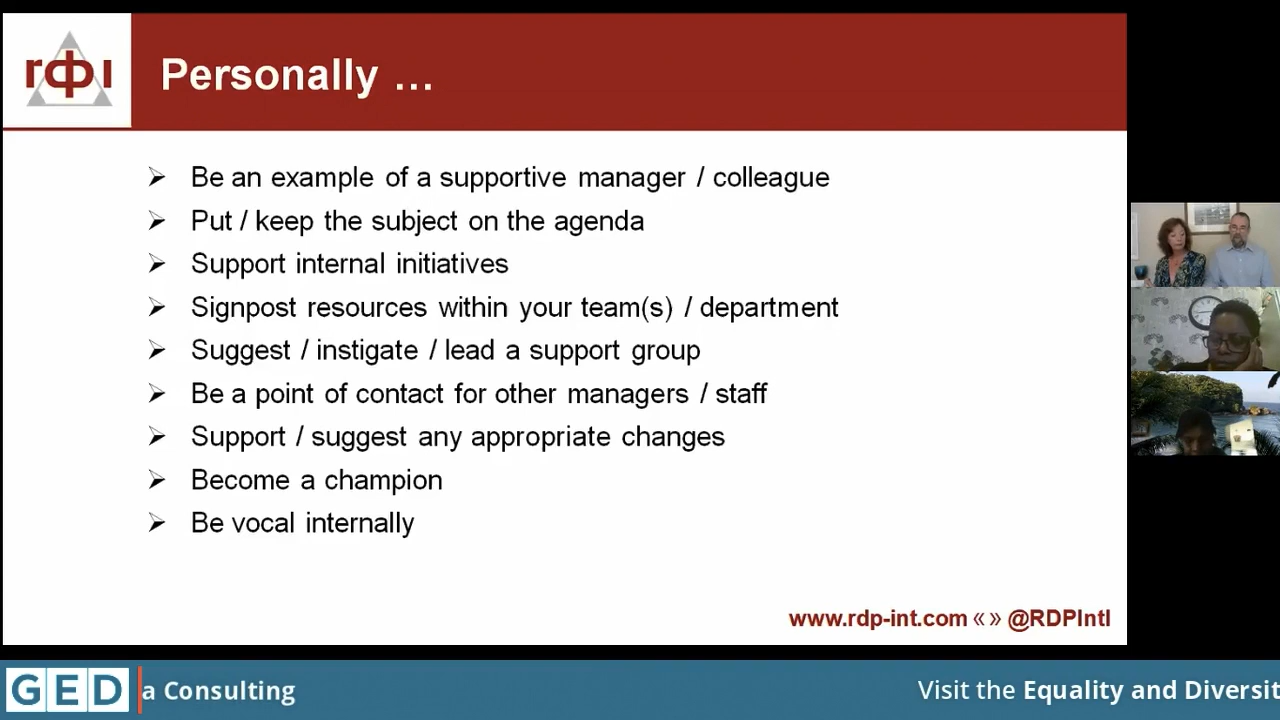 rφι
Personally …
Be an example of a supportive manager / colleague
Put / keep the subject on the agenda
Support internal initiatives
Signpost resources within your team(s) / department
Suggest / instigate / lead a support group
Be a point of contact for other managers / staff
Support / suggest any appropriate changes
Become a champion
Be vocal internally
www.rdp-int.com «» @RDPIntl
GED
a Consulting
Visit the Equality and Diversit